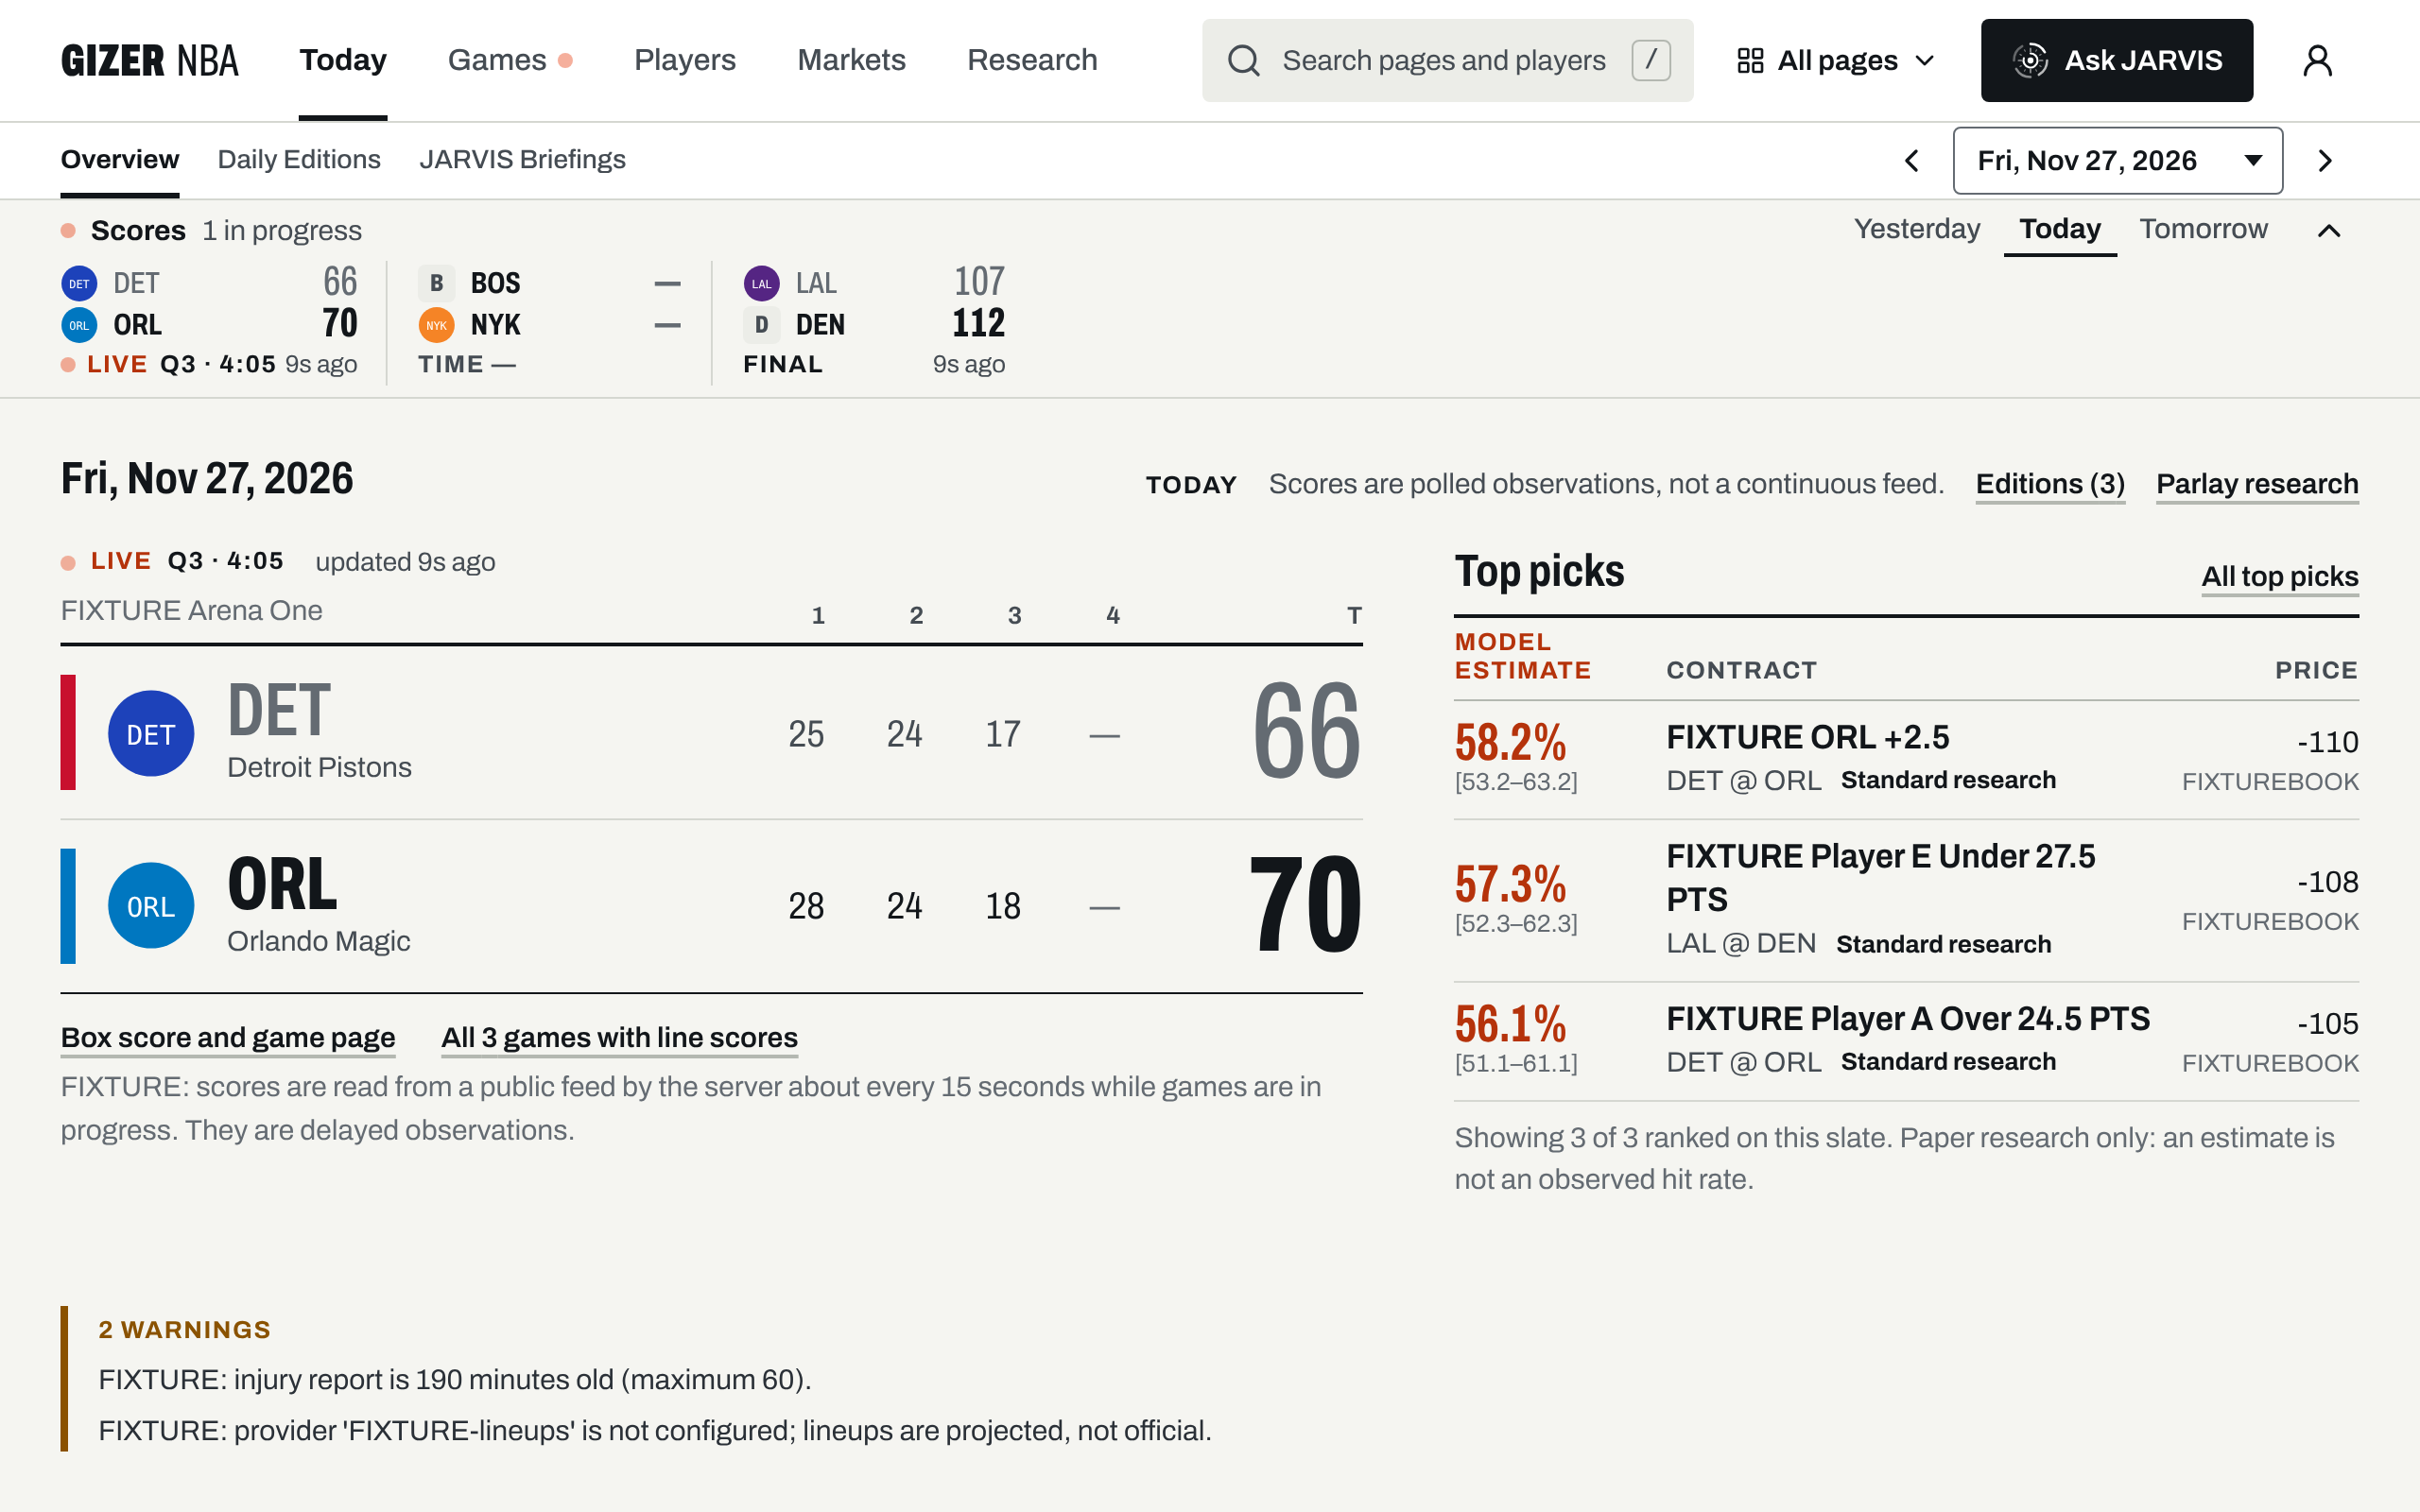 GIZER NBA Today Games Players Markets Research Search pages and players / All pages Ask JARVIS
Overview Daily Editions JARVIS Briefings Fri, Nov 27, 2026
Scores 1 in progress Yesterday Today Tomorrow
DET DET 66
ORL ORL 70
LIVE Q3 · 4:05 9s ago
B BOS —
NYK NYK —
TIME —
LAL LAL 107
D DEN 112
FINAL 9s ago
Fri, Nov 27, 2026
TODAY Scores are polled observations, not a continuous feed. Editions (3) Parlay research
LIVE Q3 · 4:05 updated 9s ago
FIXTURE Arena One 1 2 3 4 T
DET DET 25 24 17 — 66
Detroit Pistons
ORL ORL 28 24 18 — 70
Orlando Magic
Box score and game page All 3 games with line scores
FIXTURE: scores are read from a public feed by the server about every 15 seconds while games are in
progress. They are delayed observations.
Top picks All top picks
MODEL
ESTIMATE CONTRACT PRICE
58.2% FIXTURE ORL +2.5 -110
[53.2–63.2] DET @ ORL Standard research FIXTUREBOOK
57.3% FIXTURE Player E Under 27.5
PTS -108
[52.3–62.3] LAL @ DEN Standard research FIXTUREBOOK
56.1% FIXTURE Player A Over 24.5 PTS -105
[51.1–61.1] DET @ ORL Standard research FIXTUREBOOK
Showing 3 of 3 ranked on this slate. Paper research only: an estimate is
not an observed hit rate.
2 WARNINGS
FIXTURE: injury report is 190 minutes old (maximum 60).
FIXTURE: provider 'FIXTURE-lineups' is not configured; lineups are projected, not official.